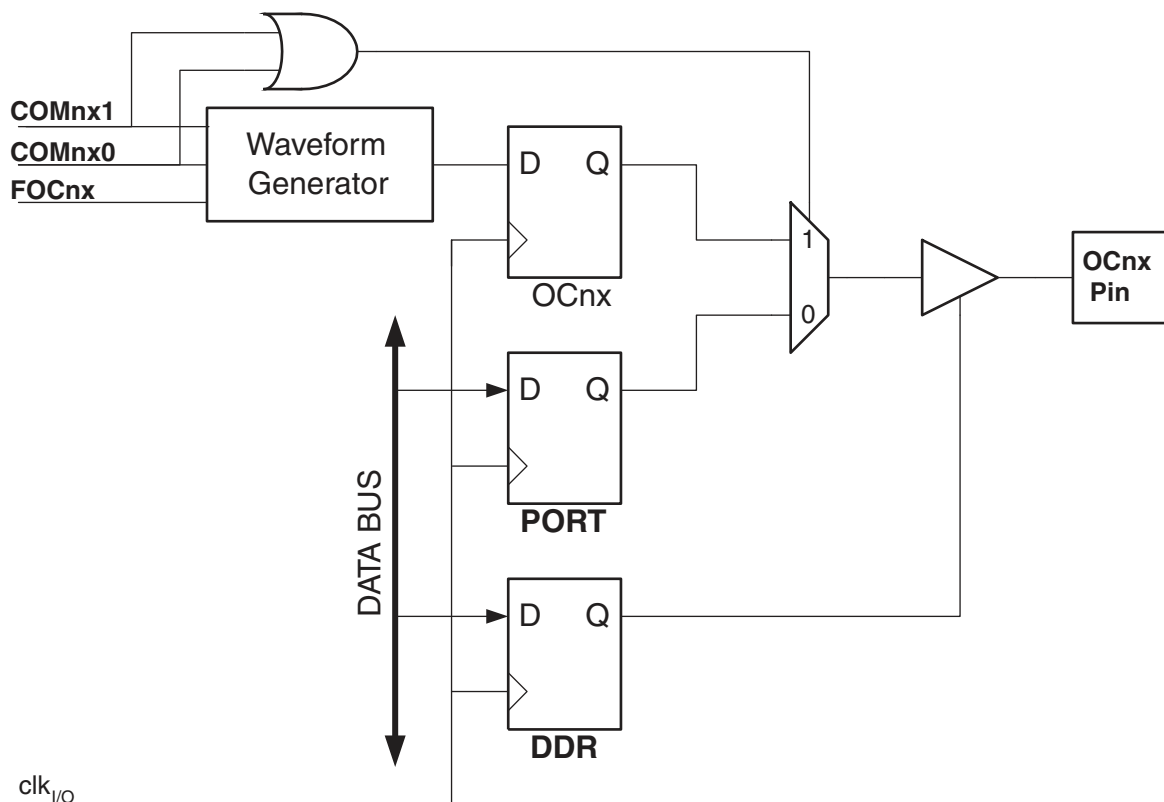 COMnx1
COMnx0
FOCnx
Waveform
Generator
D Q
OCnx
1
0
OCnx
Pin
D Q
PORT
DATA BUS
D Q
DDR
clkI/O